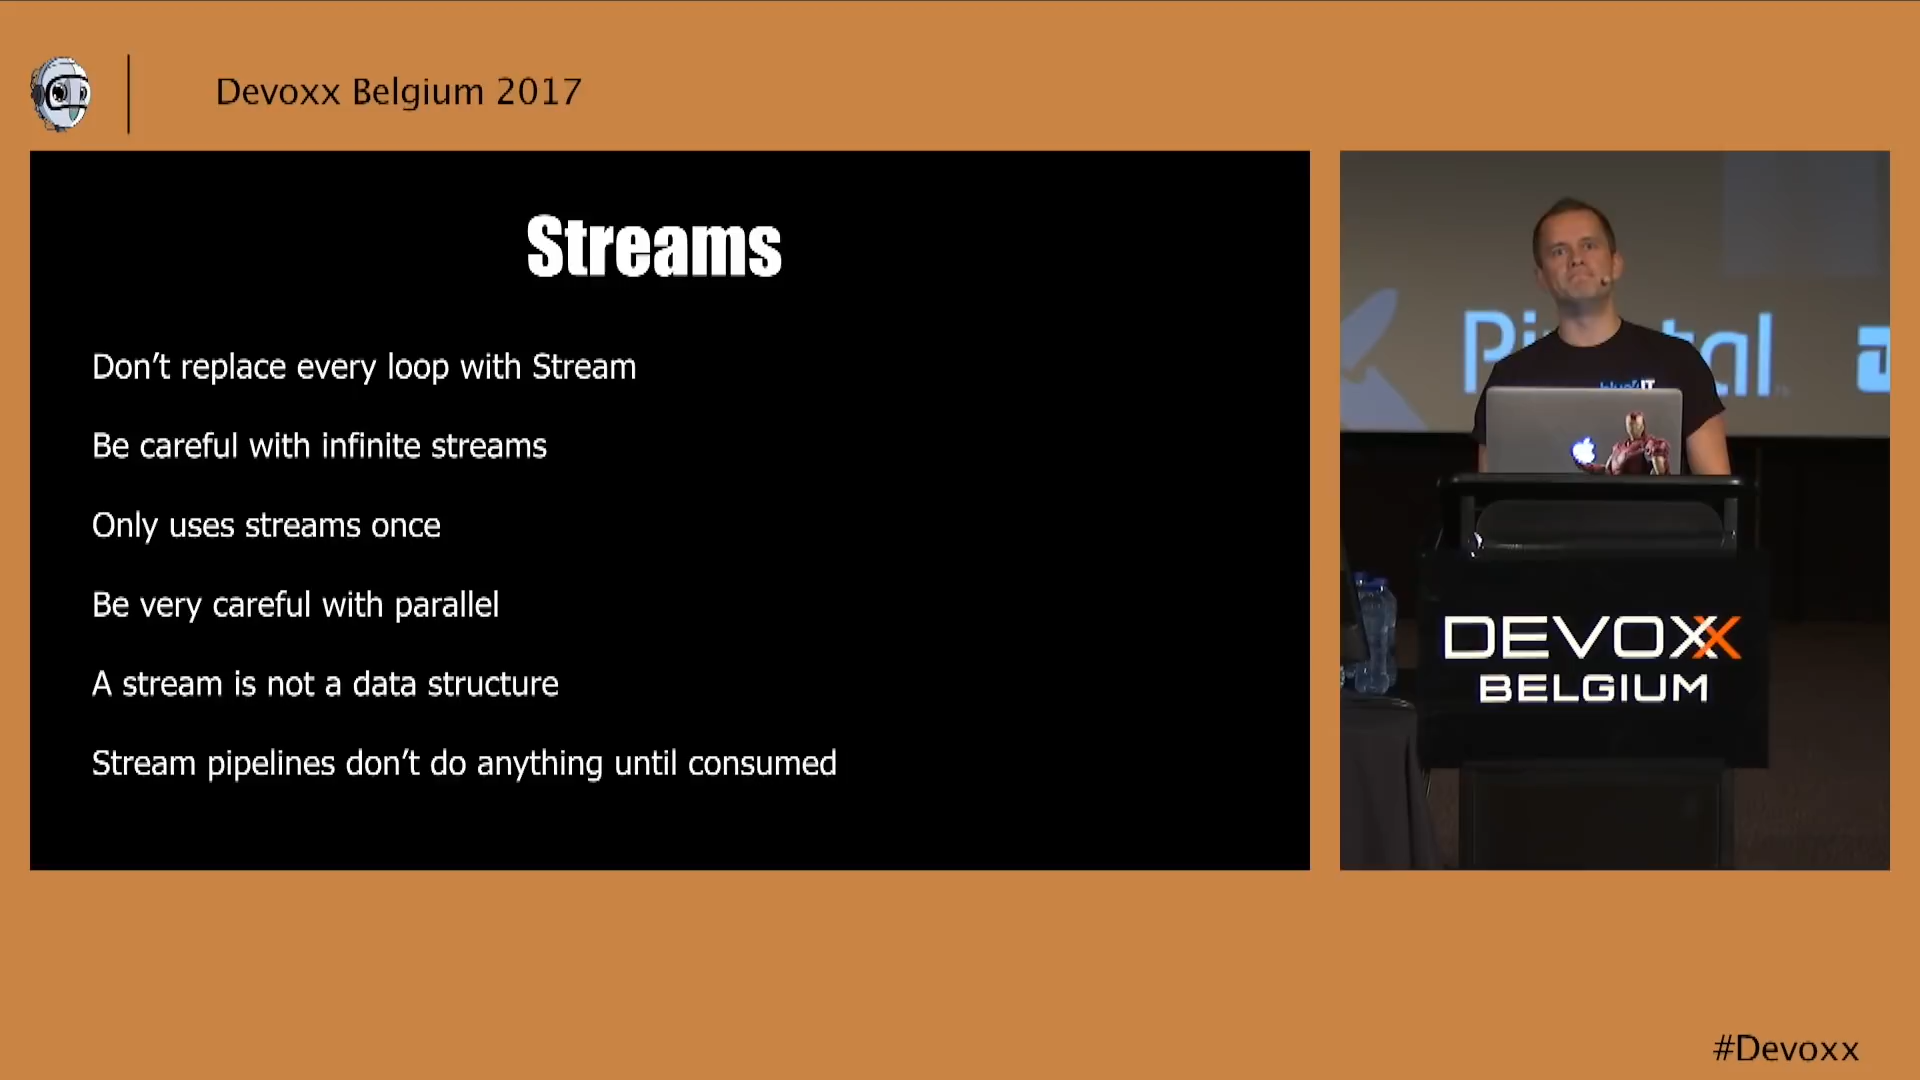 Devoxx Belgium 2017
Streams
Don’t replace every loop with Stream
Be careful with infinite streams
Only uses streams once
Be very careful with parallel
A stream is not a data structure
Stream pipelines don’t do anything until consumed
DEVOXX
BELGIUM
#Devoxx